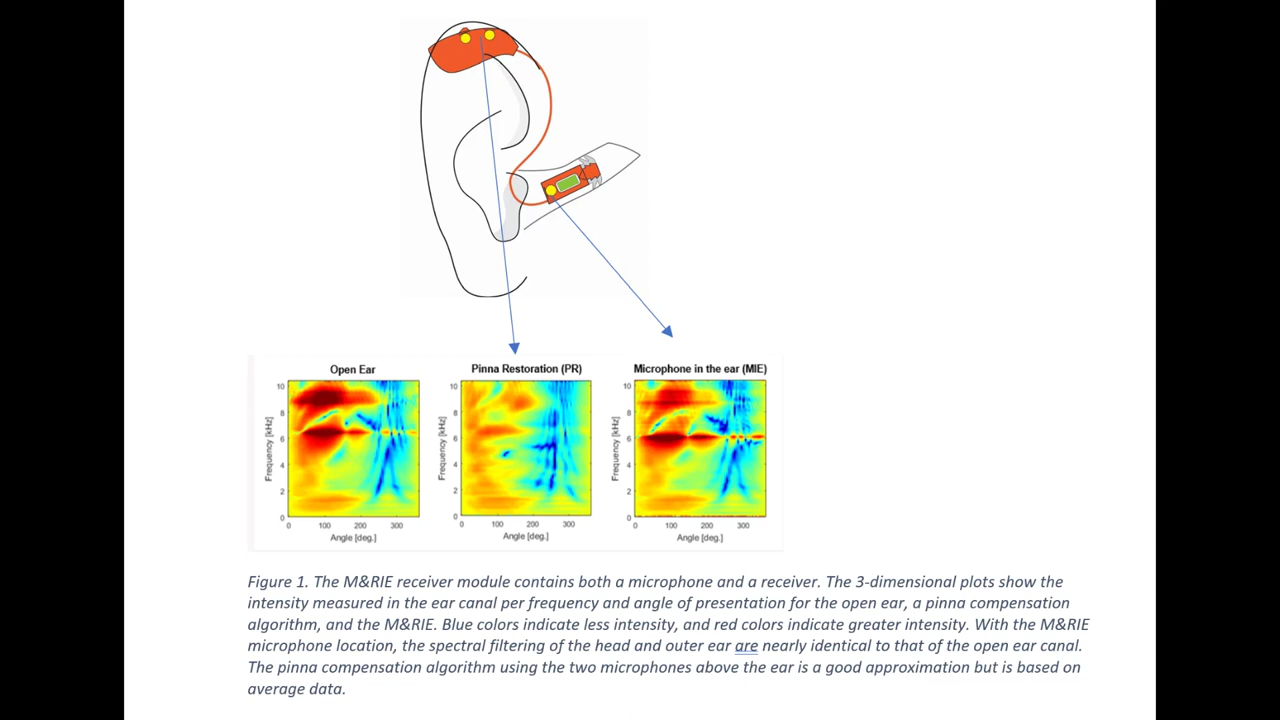 Open Ear
Pinna Restoration (PR)
Microphone in the ear (MIE)
10
8
6
4
2
0
Frequency [kHz]
0 100 200 300
Angle [deg.]
10
8
6
4
2
0
Frequency [kHz]
0 100 200 300
Angle [deg.]
10
8
6
4
2
0
Frequency [kHz]
0 100 200 300
Angle [deg.]
Figure 1. The M&RIE receiver module contains both a microphone and a receiver. The 3-dimensional plots show the
intensity measured in the ear canal per frequency and angle of presentation for the open ear, a pinna compensation
algorithm, and the M&RIE. Blue colors indicate less intensity, and red colors indicate greater intensity. With the M&RIE
microphone location, the spectral filtering of the head and outer ear are nearly identical to that of the open ear canal.
The pinna compensation algorithm using the two microphones above the ear is a good approximation but is based on
average data.